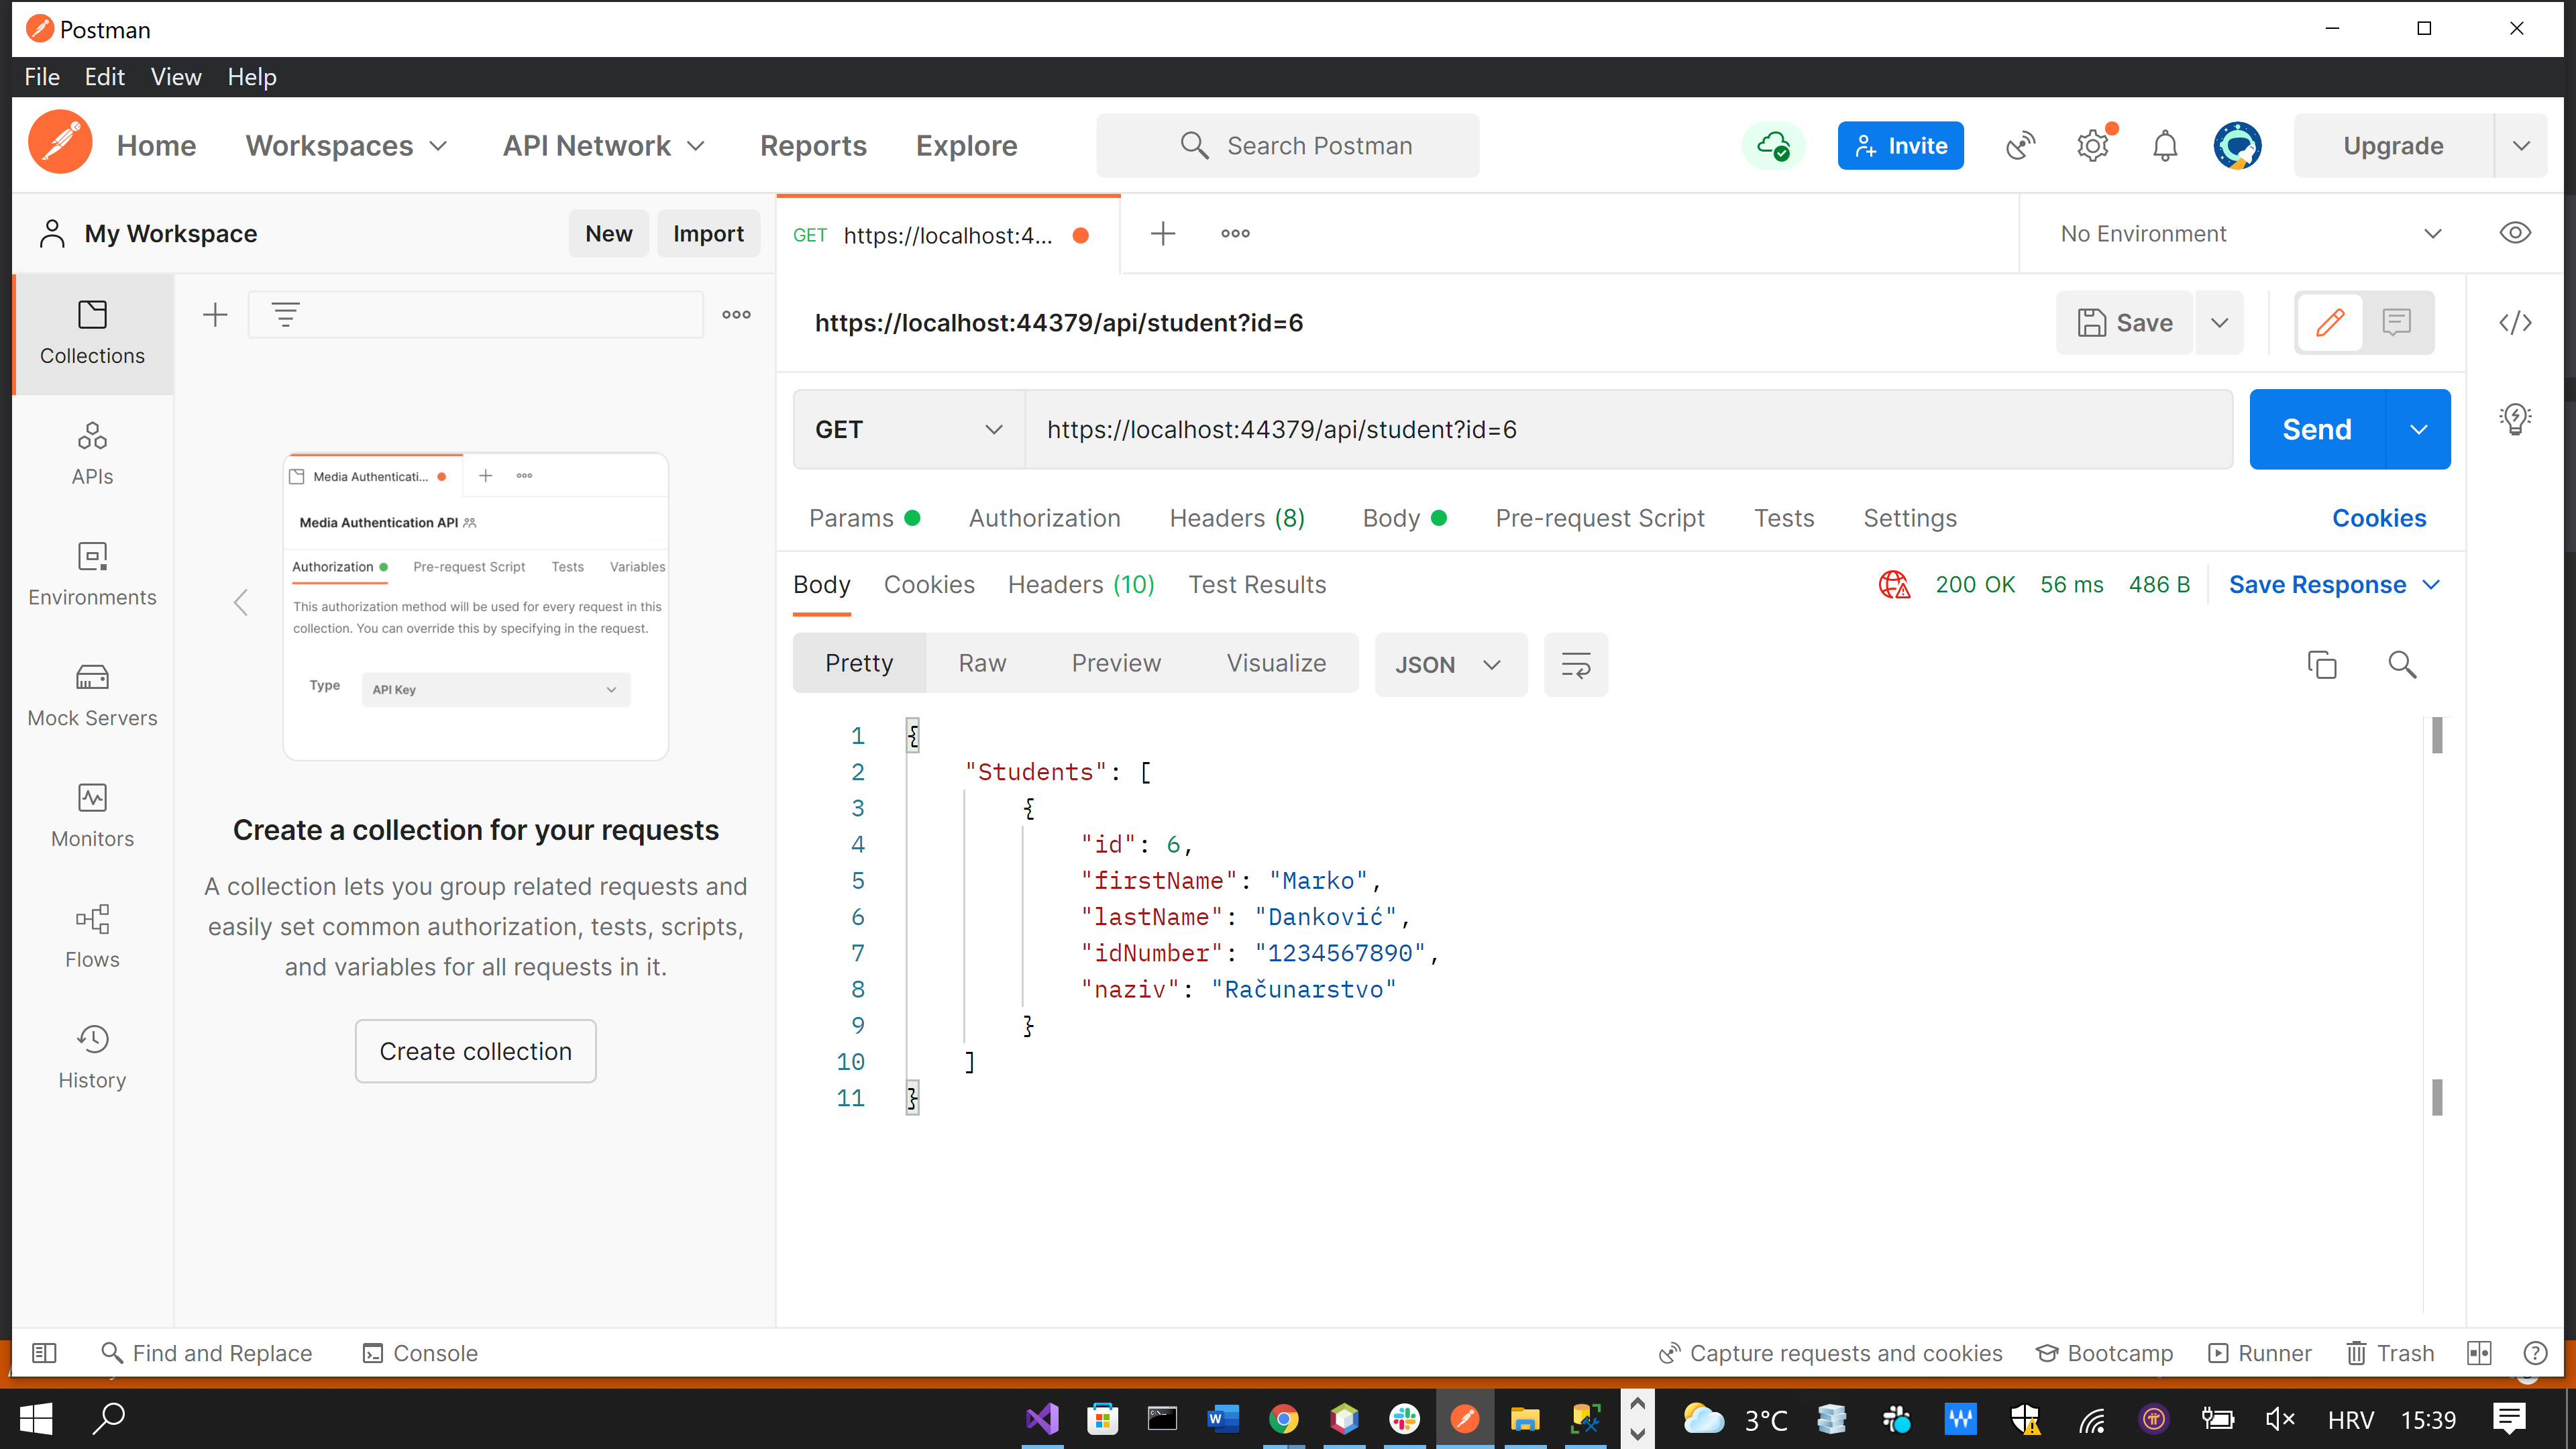 Postman
File Edit View Help
Home Workspaces API Network Reports Explore Search Postman Invite Upgrade
My Workspace New Import GET https://localhost:4... No Environment
Collections
APIs
Environments
Mock Servers
Monitors
Flows
History
Media Authenticati...
Media Authentication API
Authorization Pre-request Script Tests Variables
This authorization method will be used for every request in this
collection. You can override this by specifying in the request.
Type API Key
Create a collection for your requests
A collection lets you group related requests and
easily set common authorization, tests, scripts,
and variables for all requests in it.
Create collection
https://localhost:44379/api/student?id=6 Save
GET https://localhost:44379/api/student?id=6 Send
Params Authorization Headers (8) Body Pre-request Script Tests Settings Cookies
Body Cookies Headers (10) Test Results 200 OK 56 ms 486 B Save Response
Pretty Raw Preview Visualize JSON
1 {
2 "Students": [
3 {
4 "id": 6,
5 "firstName": "Marko",
6 "lastName": "Danković",
7 "idNumber": "1234567890",
8 "naziv": "Računarstvo"
9 }
10 ]
11 }
Find and Replace Console Capture requests and cookies Bootcamp Runner Trash
3°C HRV 15:39